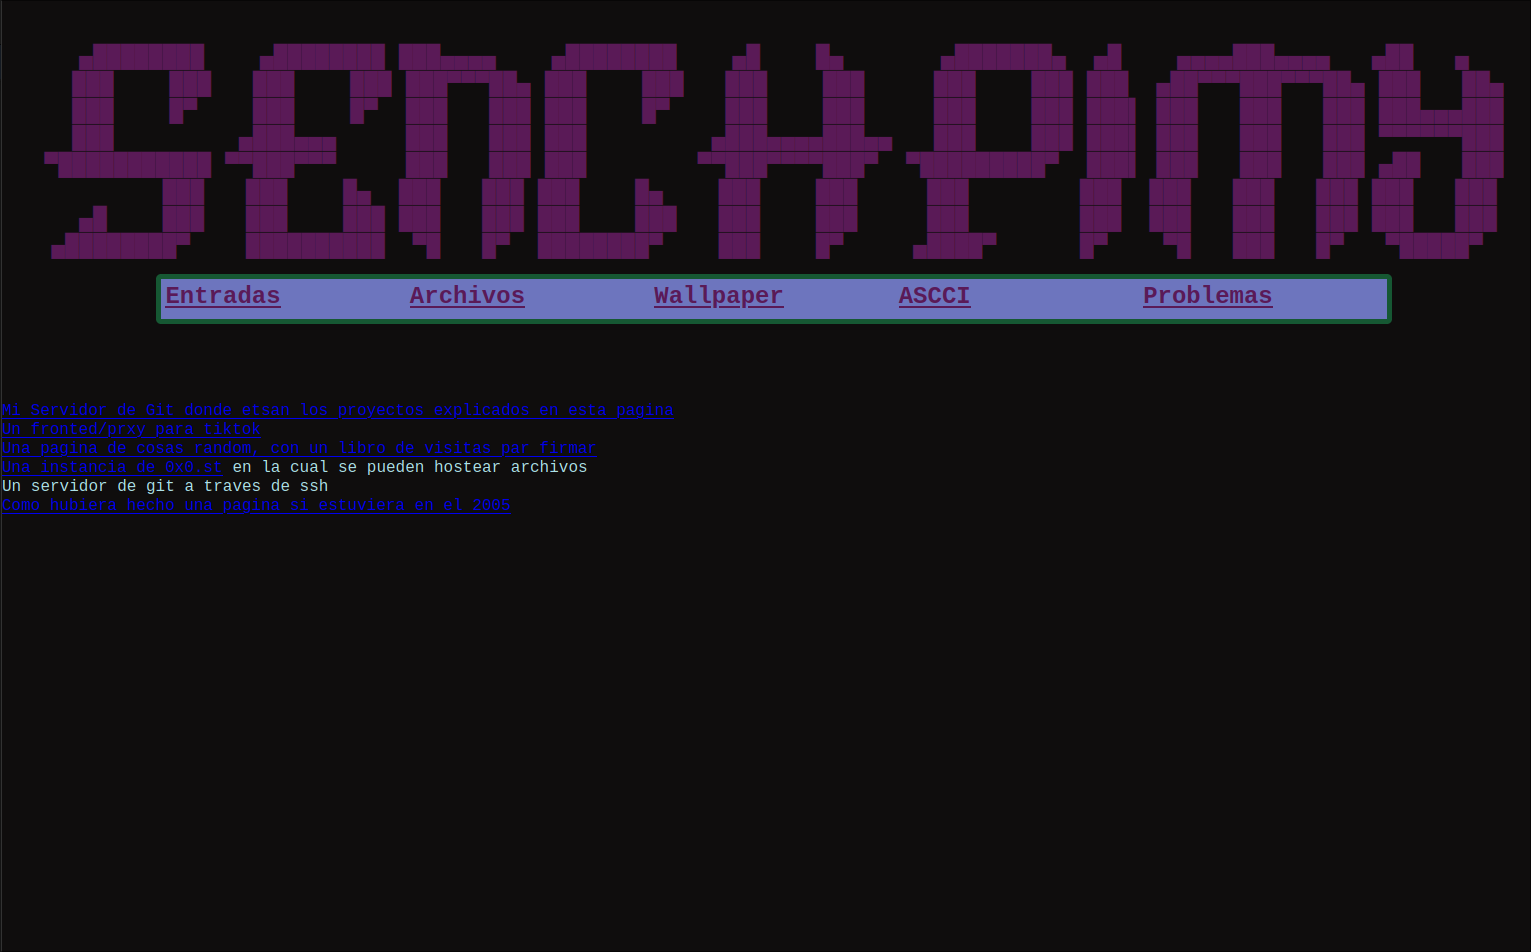 SENCHPIMY
Entradas Archivos Wallpaper ASCCI Problemas
Mi Servidor de Git donde etsan los proyectos explicados en esta pagina
Un fronted/prxy para tiktok
Una pagina de cosas random, con un libro de visitas par firmar
Una instancia de 0x0.st en la cual se pueden hostear archivos
Un servidor de git a traves de ssh
Como hubiera hecho una pagina si estuviera en el 2005